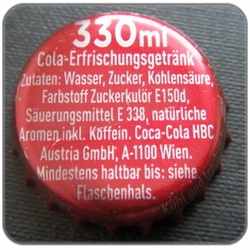 330ml
Cola-Erfrischungsgetränk
Zutaten: Wasser, Zucker, Kohlensäure,
Farbstoff Zuckerkulör E150d,
Säuerungsmittel E 338, natürliche
Aromen inkl. Koffein. Coca-Cola HBC
Austria GmbH, A-1100 Wien.
Mindestens haltbar bis: siehe
Flaschenhals.